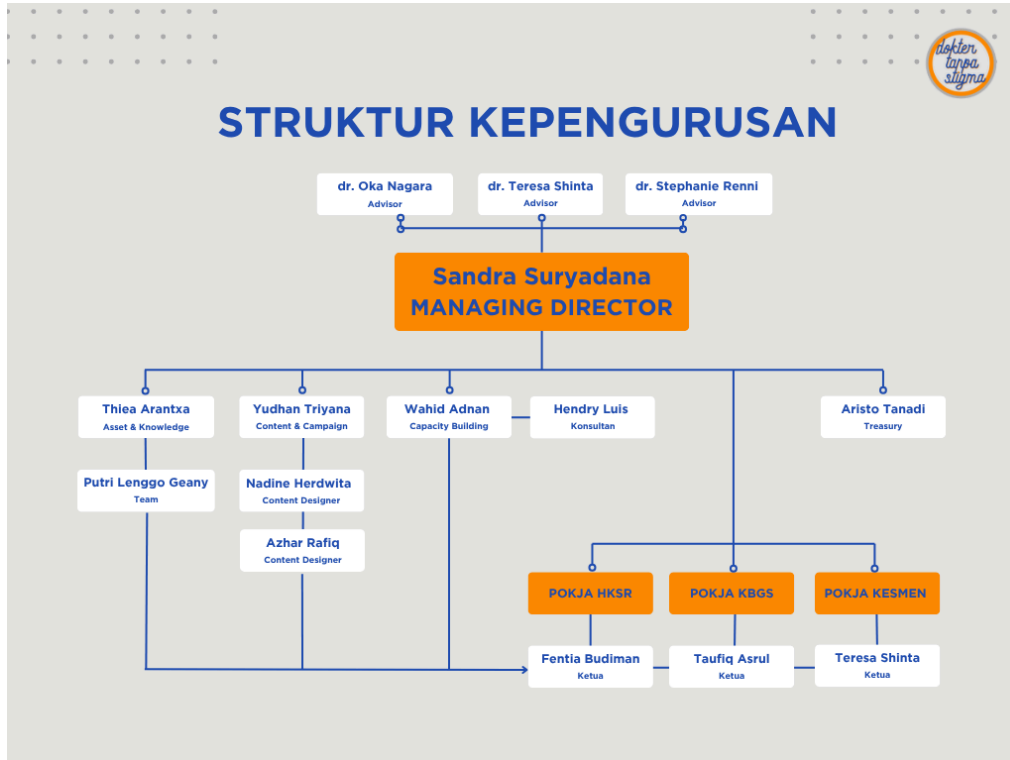 dokter
tanpa
stigma
STRUKTUR KEPENGURUSAN
dr. Oka Nagara
Advisor
dr. Teresa Shinta
Advisor
dr. Stephanie Renni
Advisor
Sandra Suryadana
MANAGING DIRECTOR
Thiea Arantxa
Asset & Knowledge
Yudhan Triyana
Content & Campaign
Wahid Adnan
Capacity Building
Hendry Luis
Konsultan
Aristo Tanadi
Treasury
Putri Lenggo Geany
Team
Nadine Herdwita
Content Designer
Azhar Rafiq
Content Designer
POKJA HKSR
POKJA KBGS
POKJA KESMEN
Fentia Budiman
Ketua
Taufiq Asrul
Ketua
Teresa Shinta
Ketua